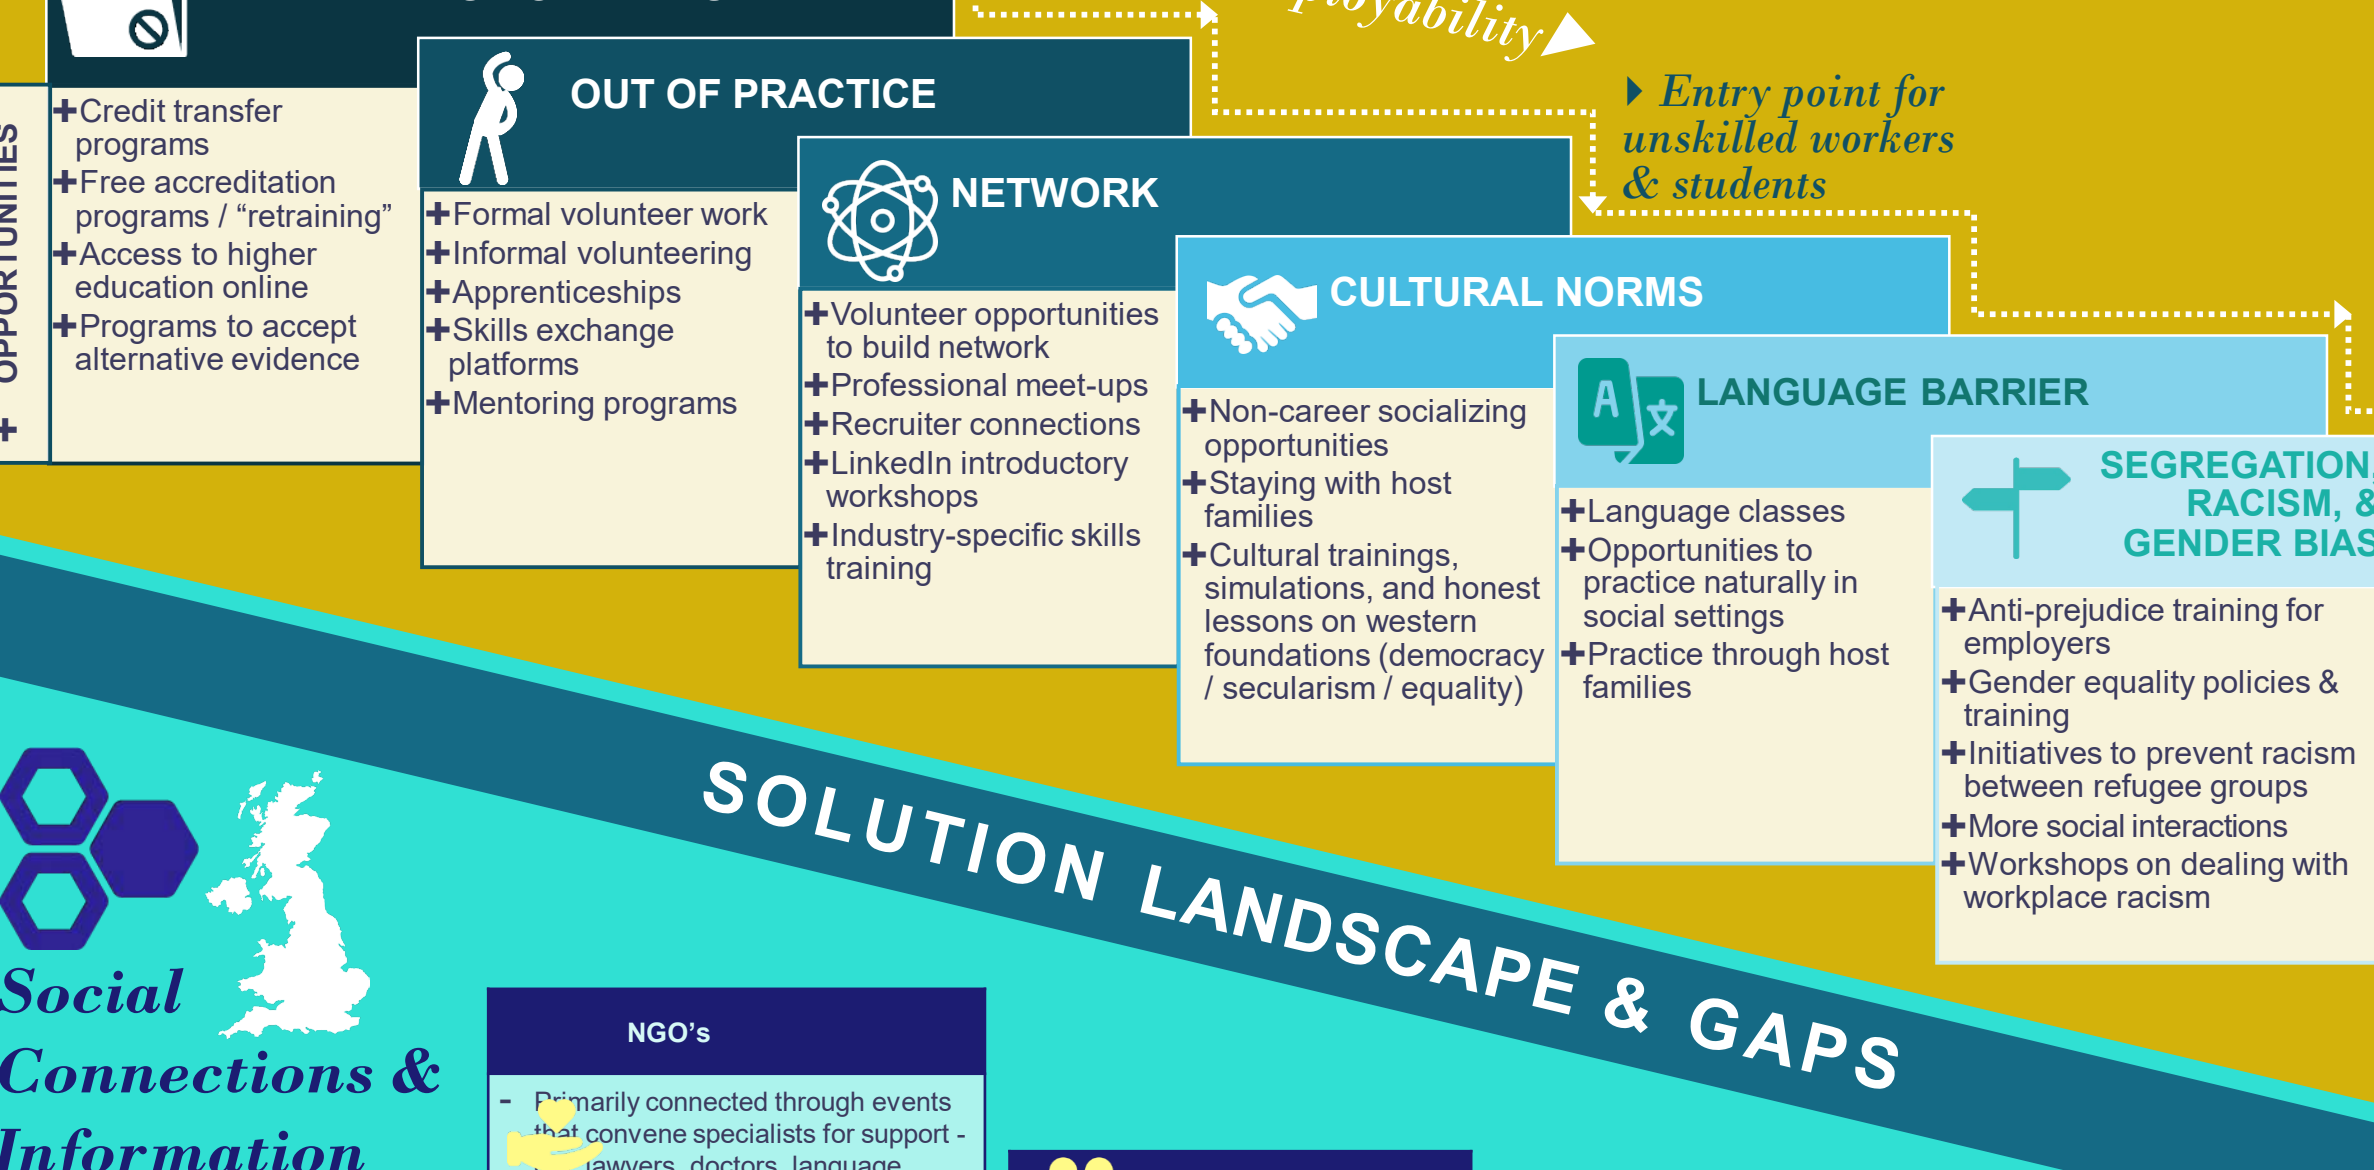 ployability
Entry point for
unskilled workers
& students
+ OPPORTUNITIES
+Credit transfer
programs
+Free accreditation
programs / “retraining”
+Access to higher
education online
+Programs to accept
alternative evidence
OUT OF PRACTICE
+Formal volunteer work
+Informal volunteering
+Apprenticeships
+Skills exchange
platforms
+Mentoring programs
NETWORK
+Volunteer opportunities
to build network
+Professional meet-ups
+Recruiter connections
+LinkedIn introductory
workshops
+Industry-specific skills
training
CULTURAL NORMS
+Non-career socializing
opportunities
+Staying with host
families
+Cultural trainings,
simulations, and honest
lessons on western
foundations (democracy
/ secularism / equality)
A 文
LANGUAGE BARRIER
+Language classes
+Opportunities to
practice naturally in
social settings
+Practice through host
families
SEGREGATION,
RACISM, &
GENDER BIAS
+Anti-prejudice training for
employers
+Gender equality policies &
training
+Initiatives to prevent racism
between refugee groups
+More social interactions
+Workshops on dealing with
workplace racism
SOLUTION LANDSCAPE & GAPS
Social
Connections &
Information
NGO’s
- Primarily connected through events
that convene specialists for support -
lawyers, doctors, language